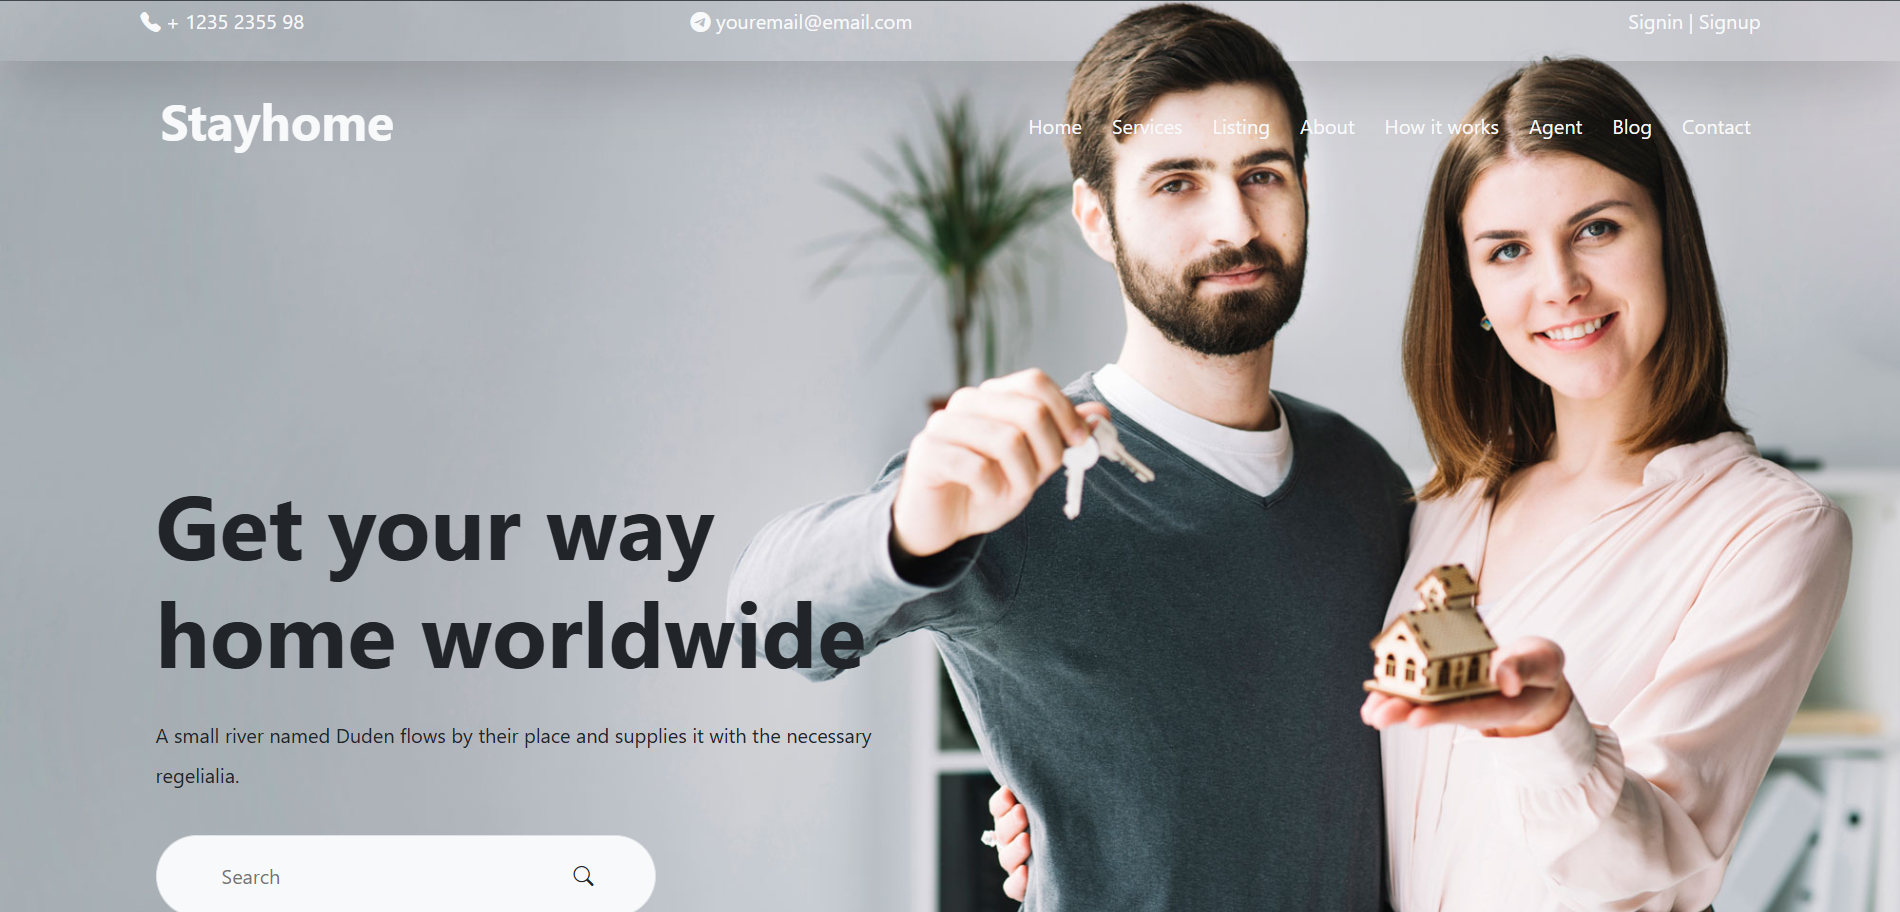 + 1235 2355 98
youremail@email.com
Signin | Signup
Stayhome
Home Services Listing About How it works Agent Blog Contact
Get your way
home worldwide
A small river named Duden flows by their place and supplies it with the necessary
regelialia.
Search